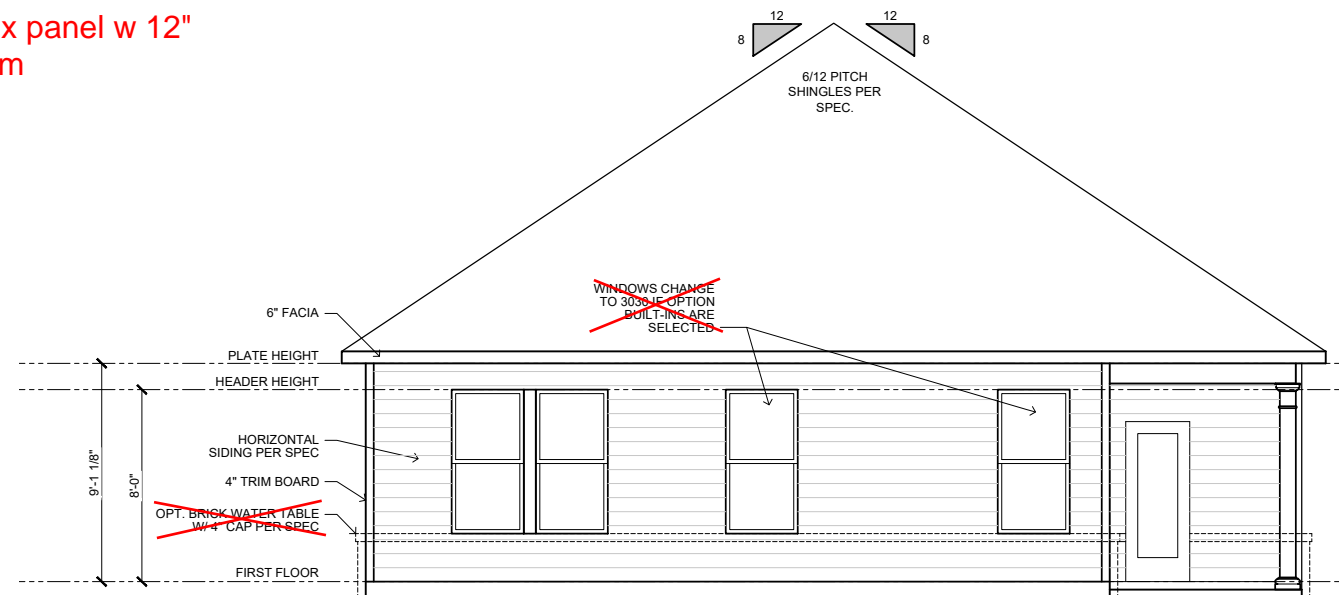 x panel w 12"
m
12
12
8
8
6/12 PITCH
SHINGLES PER
SPEC.
WINDOWS CHANGE
TO 3030 IF OPTION
BUILT-INS ARE
SELECTED
6" FACIA
PLATE HEIGHT
HEADER HEIGHT
HORIZONTAL
SIDING PER SPEC
4" TRIM BOARD
OPT. BRICK WATER TABLE
W/ 4" CAP PER SPEC
FIRST FLOOR
9'-1 1/8"
8'-0"